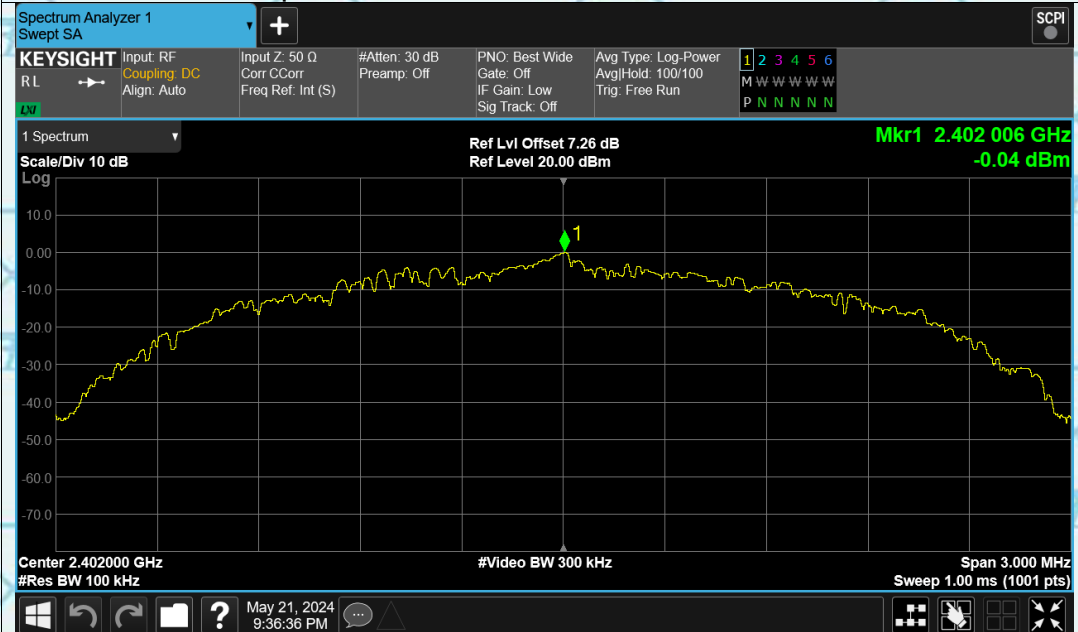 Spectrum Analyzer 1
Swept SA
+
SCPI
KEYSIGHT
R L
LXI
Input: RF
Coupling: DC
Align: Auto
Input Z: 50 Ω
Corr CCorr
Freq Ref: Int (S)
#Atten: 30 dB
Preamp: Off
PNO: Best Wide
Gate: Off
IF Gain: Low
Sig Track: Off
Avg Type: Log-Power
Avg|Hold: 100/100
Trig: Free Run
1 2 3 4 5 6
M W W W W W
P N N N N N
1 Spectrum
Scale/Div 10 dB
Log
Ref Lvl Offset 7.26 dB
Ref Level 20.00 dBm
Mkr1 2.402 006 GHz
-0.04 dBm
10.0
1
0.00
-10.0
-20.0
-30.0
-40.0
-50.0
-60.0
-70.0
Center 2.402000 GHz
#Res BW 100 kHz
#Video BW 300 kHz
Span 3.000 MHz
Sweep 1.00 ms (1001 pts)
?
May 21, 2024
9:36:36 PM